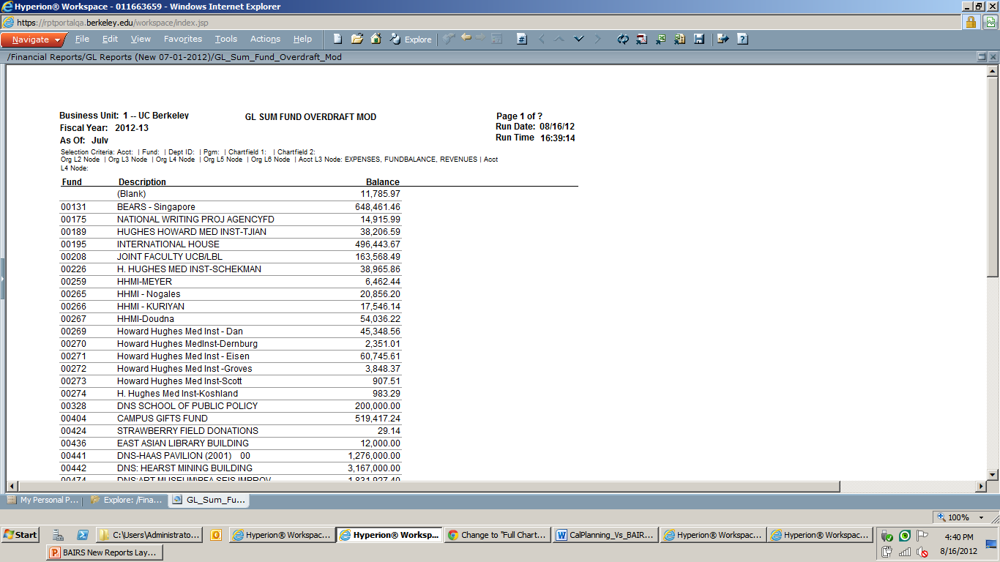 Hyperion® Workspace - 011663659 - Windows Internet Explorer
https://rptportalqa.berkeley.edu/workspace/index.jsp
Navigate File Edit View Favorites Tools Actions Help Explore
/Financial Reports/GL Reports (New 07-01-2012)/GL_Sum_Fund_Overdraft_Mod
Business Unit: 1 -- UC Berkeley GL SUM FUND OVERDRAFT MOD Page 1 of ?
Fiscal Year: 2012-13 Run Date: 08/16/12
As Of: July Run Time 16:39:14
Selection Criteria: Acct: | Fund: | Dept ID: | Pgm: | Chartfield 1: | Chartfield 2:
Org L2 Node | Org L3 Node | Org L4 Node | Org L5 Node | Org L6 Node | Acct L3 Node: EXPENSES, FUNDBALANCE, REVENUES | Acct
L4 Node:
Fund Description Balance
(Blank) 11,785.97
00131 BEARS - Singapore 648,461.46
00175 NATIONAL WRITING PROJ AGENCYFD 14,915.99
00189 HUGHES HOWARD MED INST-TJIAN 38,206.59
00195 INTERNATIONAL HOUSE 496,443.67
00208 JOINT FACULTY UCB/LBL 163,568.49
00226 H. HUGHES MED INST-SCHEKMAN 38,965.86
00259 HHMI-MEYER 6,462.44
00265 HHMI - Nogales 20,856.20
00266 HHMI - KURIYAN 17,546.14
00267 HHMI-Doudna 54,036.22
00269 Howard Hughes Med Inst - Dan 45,348.56
00270 Howard Hughes MedInst-Dernburg 2,351.01
00271 Howard Hughes Med Inst - Eisen 60,745.61
00272 Howard Hughes Med Inst -Groves 3,848.37
00273 Howard Hughes Med Inst-Scott 907.51
00274 H. Hughes Med Inst-Koshland 983.29
00328 DNS SCHOOL OF PUBLIC POLICY 200,000.00
00404 CAMPUS GIFTS FUND 519,417.24
00424 STRAWBERRY FIELD DONATIONS 29.14
00436 EAST ASIAN LIBRARY BUILDING 12,000.00
00441 DNS-HAAS PAVILION (2001) 00 1,276,000.00
00442 DNS: HEARST MINING BUILDING 3,167,000.00
00474 DNS:ART MUSEUM\PFA SEIS IMPROV 1,831,927.40
My Personal P... Explore: /Fina... GL_Sum_Fu...
100%
Start C:\Users\Administrato... Hyperion® Workspac... Hyperion® Worksp... Change to "Full Chart... CalPlanning_Vs_BAIR... Hyperion® Workspac... Hyperion® Workspac... 4:40 PM
BAIRS New Reports Lay... 8/16/2012